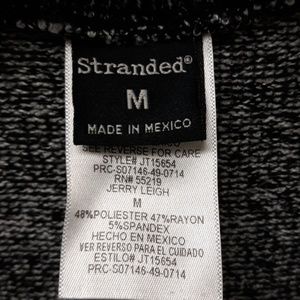 Stranded®
M
MADE IN MEXICO
SEE REVERSE FOR CARE
STYLE# JT15654
PRC-S07146-49-0714
RN# 55219
JERRY LEIGH
M
48%POLIESTER 47%RAYON
5%SPANDEX
HECHO EN MEXICO
VER REVERSO PARA EL CUIDADO
ESTILO# JT15654
PRC-S07146-49-0714